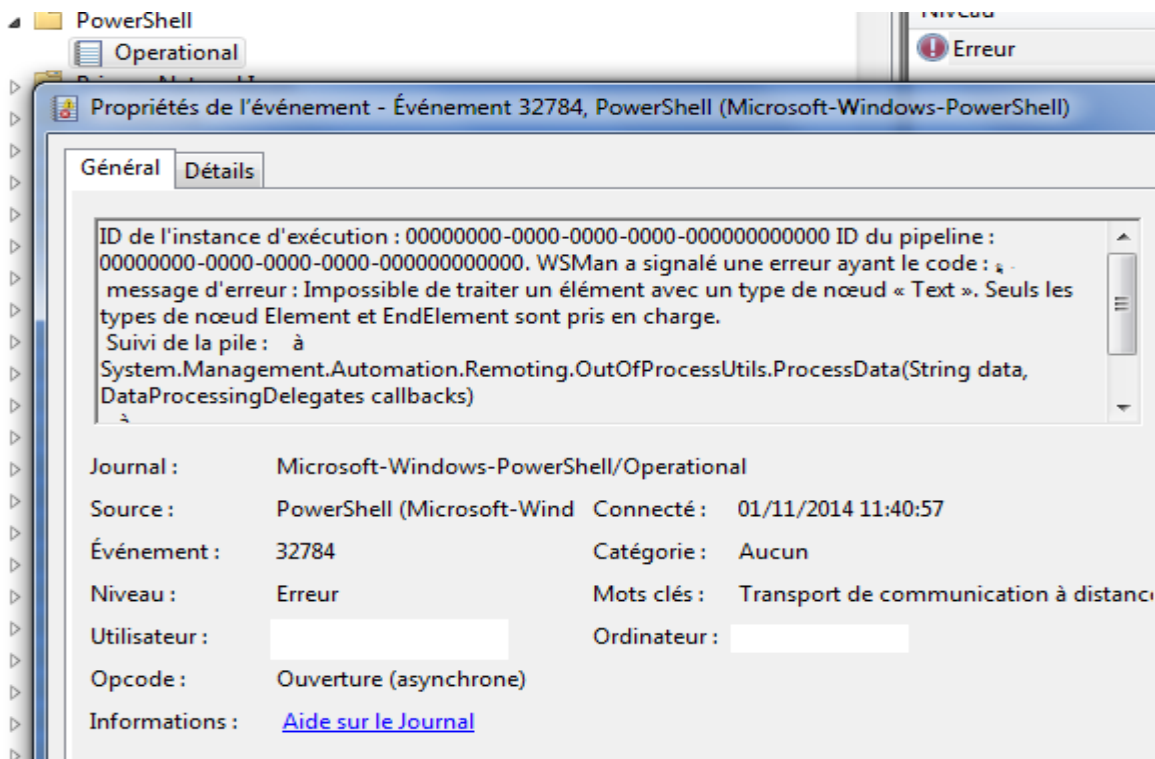 PowerShell
Operational
Niveau
Erreur
Propriétés de l'événement - Événement 32784, PowerShell (Microsoft-Windows-PowerShell)
Général
Détails
ID de l'instance d'exécution : 00000000-0000-0000-0000-000000000000 ID du pipeline :
00000000-0000-0000-0000-000000000000. WSMan a signalé une erreur ayant le code :
message d'erreur : Impossible de traiter un élément avec un type de nœud « Text ». Seuls les
types de nœud Element et EndElement sont pris en charge.
Suivi de la pile : à
System.Management.Automation.Remoting.OutOfProcessUtils.ProcessData(String data,
DataProcessingDelegates callbacks)
à
Journal : Microsoft-Windows-PowerShell/Operational
Source : PowerShell (Microsoft-Wind Connecté : 01/11/2014 11:40:57
Événement : 32784 Catégorie : Aucun
Niveau : Erreur Mots clés : Transport de communication à distance
Utilisateur : Ordinateur :
Opcode : Ouverture (asynchrone)
Informations : Aide sur le Journal